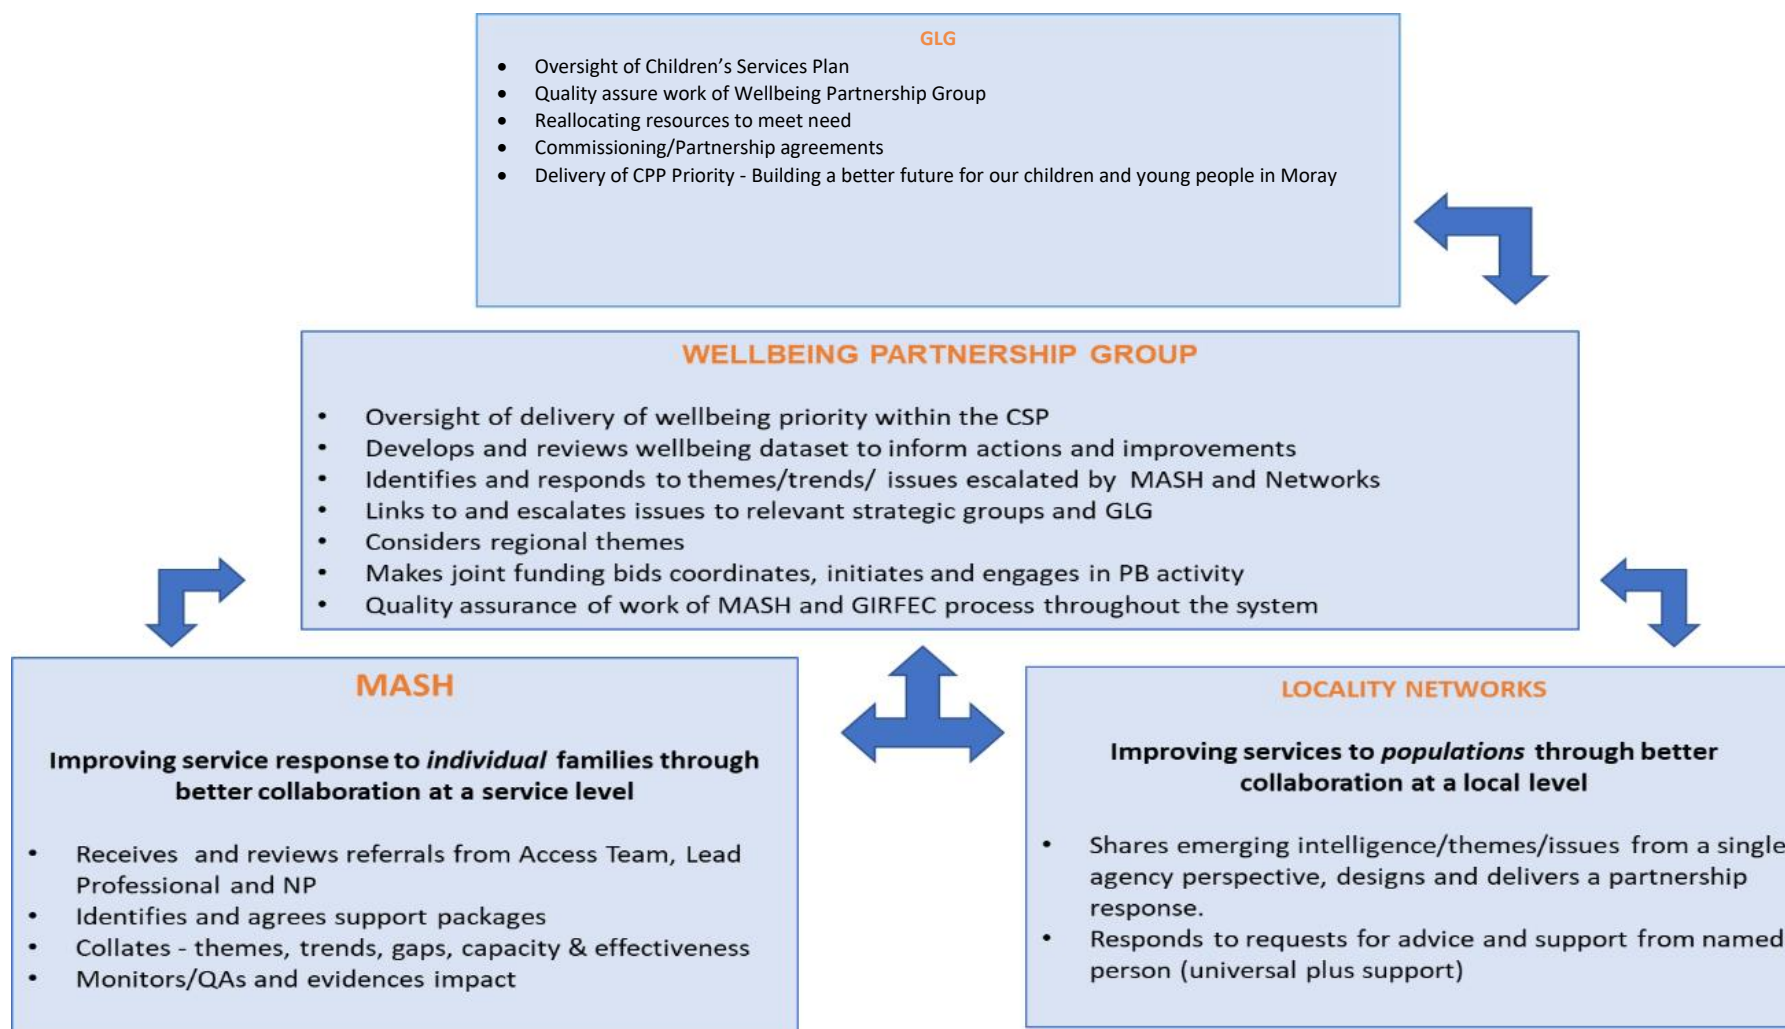 GLG
• Oversight of Children’s Services Plan
• Quality assure work of Wellbeing Partnership Group
• Reallocating resources to meet need
• Commissioning/Partnership agreements
• Delivery of CPP Priority - Building a better future for our children and young people in Moray
WELLBEING PARTNERSHIP GROUP
• Oversight of delivery of wellbeing priority within the CSP
• Develops and reviews wellbeing dataset to inform actions and improvements
• Identifies and responds to themes/trends/ issues escalated by MASH and Networks
• Links to and escalates issues to relevant strategic groups and GLG
• Considers regional themes
• Makes joint funding bids coordinates, initiates and engages in PB activity
• Quality assurance of work of MASH and GIRFEC process throughout the system
MASH
Improving service response to individual families through
better collaboration at a service level
• Receives and reviews referrals from Access Team, Lead
Professional and NP
• Identifies and agrees support packages
• Collates - themes, trends, gaps, capacity & effectiveness
• Monitors/QAs and evidences impact
LOCALITY NETWORKS
Improving services to populations through better
collaboration at a local level
• Shares emerging intelligence/themes/issues from a single
agency perspective, designs and delivers a partnership
response.
• Responds to requests for advice and support from named
person (universal plus support)